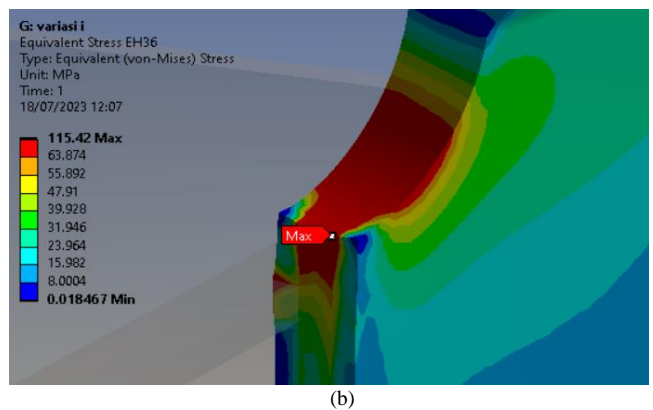 G: variasi i
Equivalent Stress EH36
Type: Equivalent (von-Mises) Stress
Unit: MPa
Time: 1
18/07/2023 12:07
115.42 Max
63.874
55.892
47.91
39.928
31.946
23.964
15.982
8.0004
0.018467 Min
Max
(b)